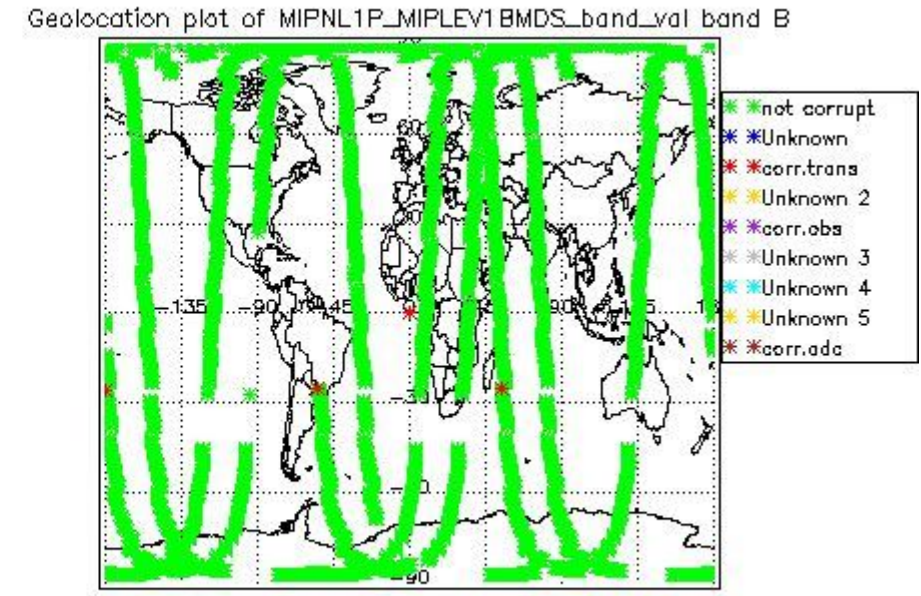 Geolocation plot of MIPNL1P_MIPLEV1BMDS_band_val band B
not corrupt
Unknown
corr.trans
Unknown 2
corr.obs
Unknown 3
Unknown 4
Unknown 5
corr.adc
60
-135 -90 -45
-90